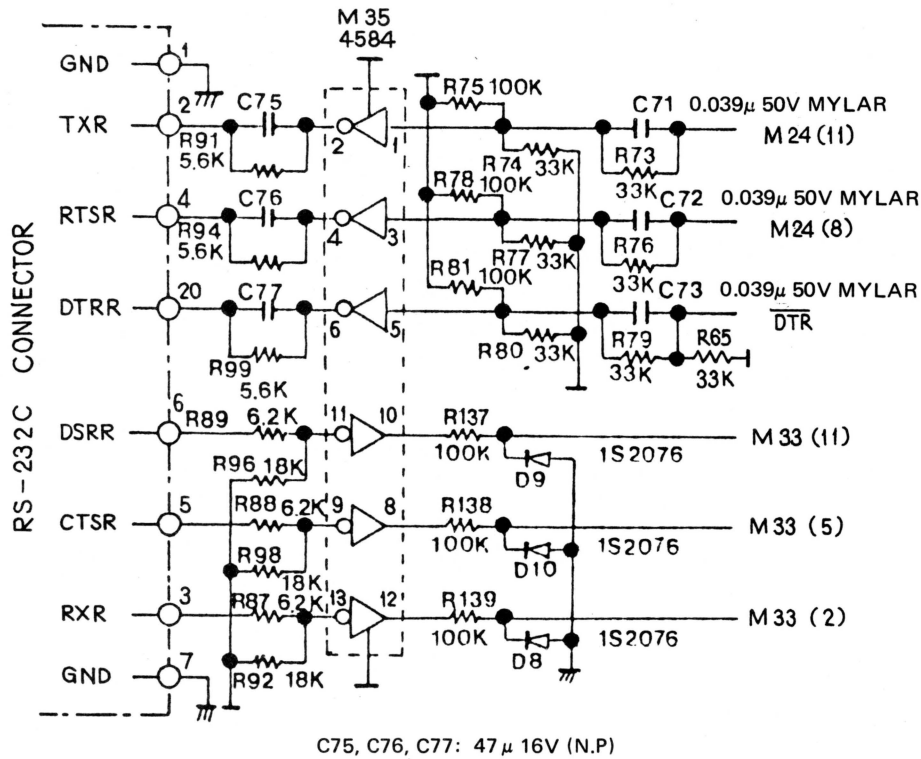 M 35
4584
GND 1
TXR 2 C75 2 1 R75 100K C71 0.039μ 50V MYLAR
R91 M24 (11)
5.6K R74 33K R73
R78 100K 33K C72 0.039μ 50V MYLAR
RTSR 4 C76 4 3 M24 (8)
R94
5.6K R77 33K R76
R81 100K 33K C73 0.039μ 50V MYLAR
DTRR 20 C77 6 5 DTR
R99 R80 33K R79 R65
5.6K 33K 33K
RS-232C CONNECTOR
DSRR 6 R89 6.2K 11 10 R137 M33 (11)
R96 18K 100K D9 1S2076
CTSR 5 R88 6.2K 9 8 R138 M33 (5)
R98 100K D10 1S2076
18K
RXR 3 R87 6.2K 13 12 R139 M33 (2)
100K D8 1S2076
GND 7 R92 18K
C75, C76, C77: 47μ 16V (N.P)